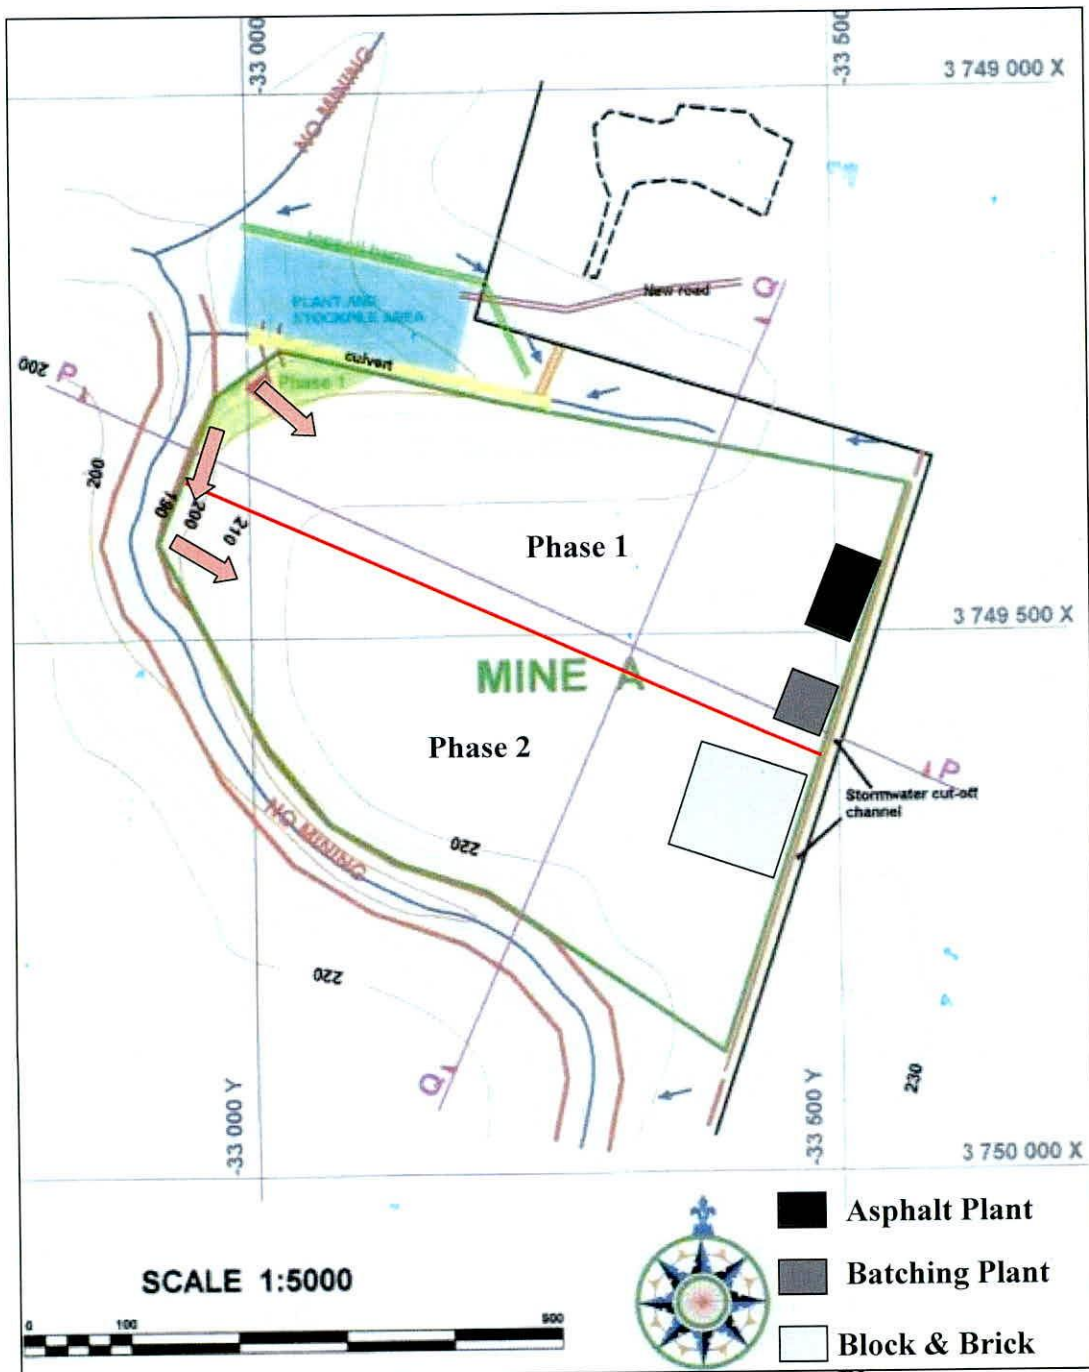 -33 000
-33 500
3 749 000 X
NO MINING
topsoil berm
PLANT AND
STOCKPILE AREA
New road
Q
culvert
Phase 1
200
P
200
190
200
210
Phase 1
3 749 500 X
MINE A
Phase 2
P
Stormwater cut-off
channel
NO MINING
220
220
Q
230
-33 000 Y
-33 500 Y
3 750 000 X
SCALE 1:5000
0
100
500
Asphalt Plant
Batching Plant
Block & Brick